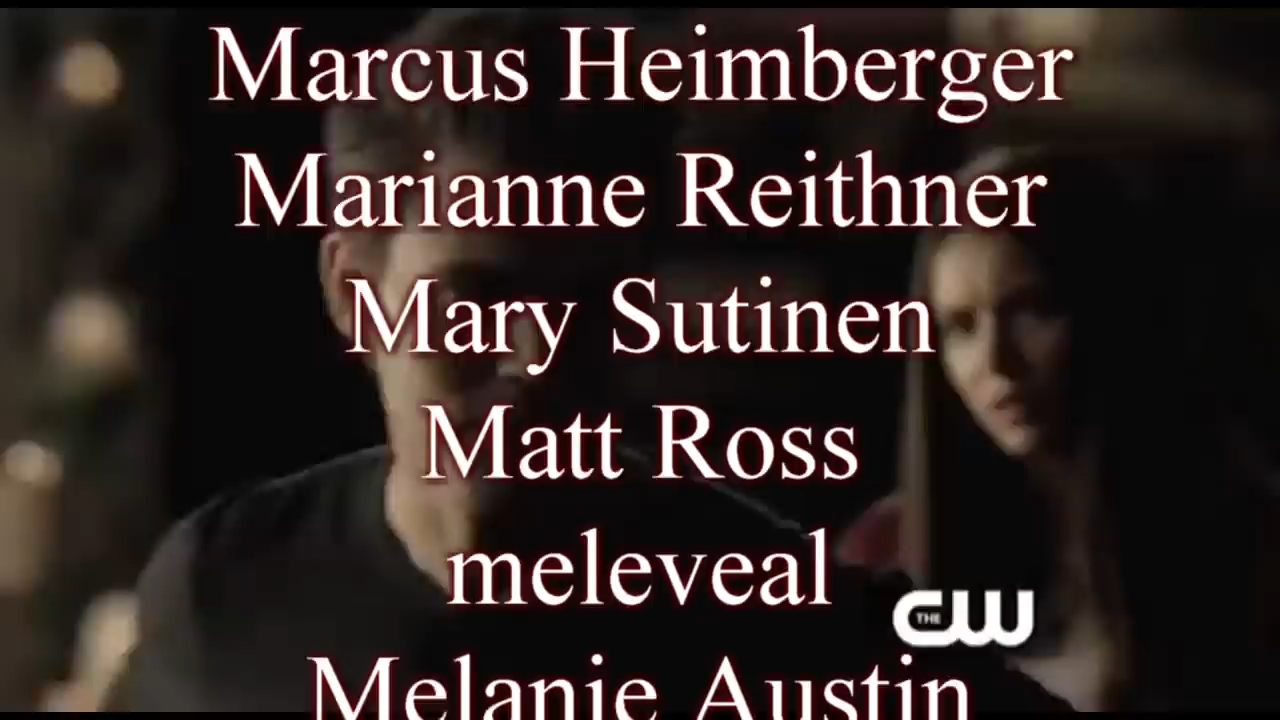 Marcus Heimberger
Marianne Reithner
Mary Sutinen
Matt Ross
meleveal
THE CW
Melanie Austin